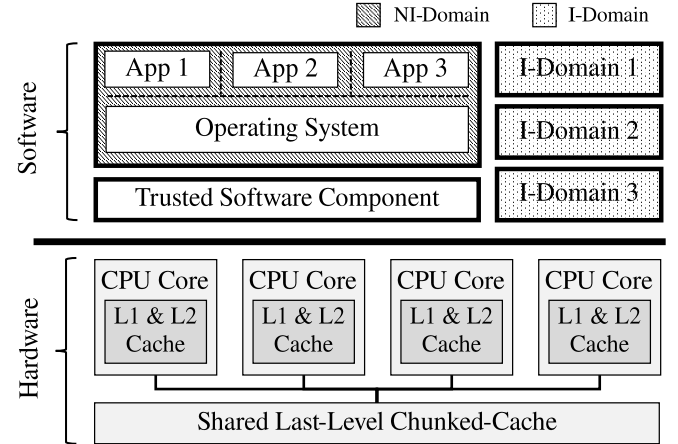 NI-Domain
I-Domain
Software
App 1
App 2
App 3
I-Domain 1
Operating System
I-Domain 2
Trusted Software Component
I-Domain 3
Hardware
CPU Core
CPU Core
CPU Core
CPU Core
L1 & L2
Cache
L1 & L2
Cache
L1 & L2
Cache
L1 & L2
Cache
Shared Last-Level Chunked-Cache